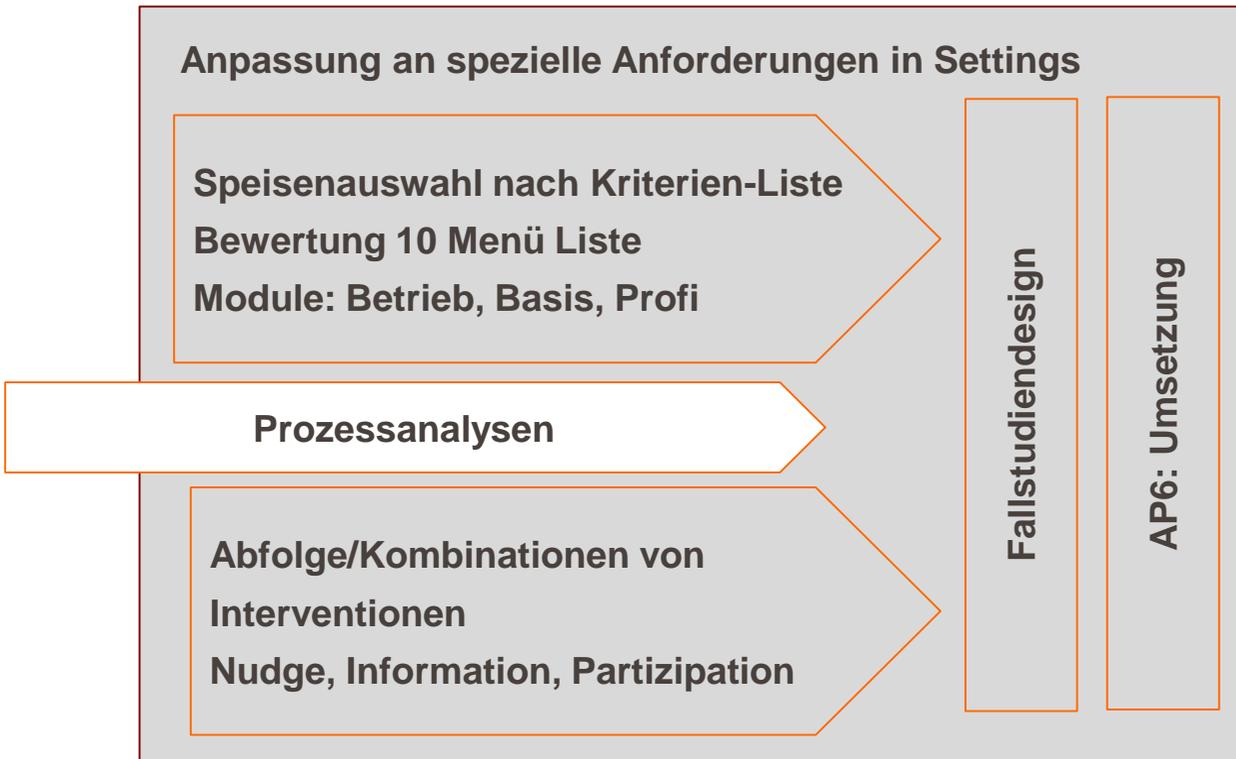 Anpassung an spezielle Anforderungen in Settings
Speisenauswahl nach Kriterien-Liste
Bewertung 10 Menü Liste
Module: Betrieb, Basis, Profi
Prozessanalysen
Abfolge/Kombinationen von
Interventionen
Nudge, Information, Partizipation
Fallstudiendesign
AP6: Umsetzung